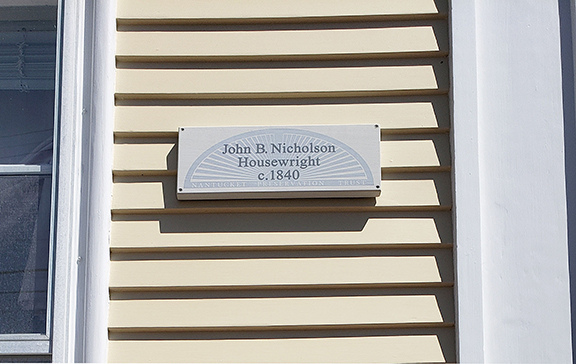 John B. Nicholson
Housewright
c.1840
NANTUCKET PRESERVATION TRUST